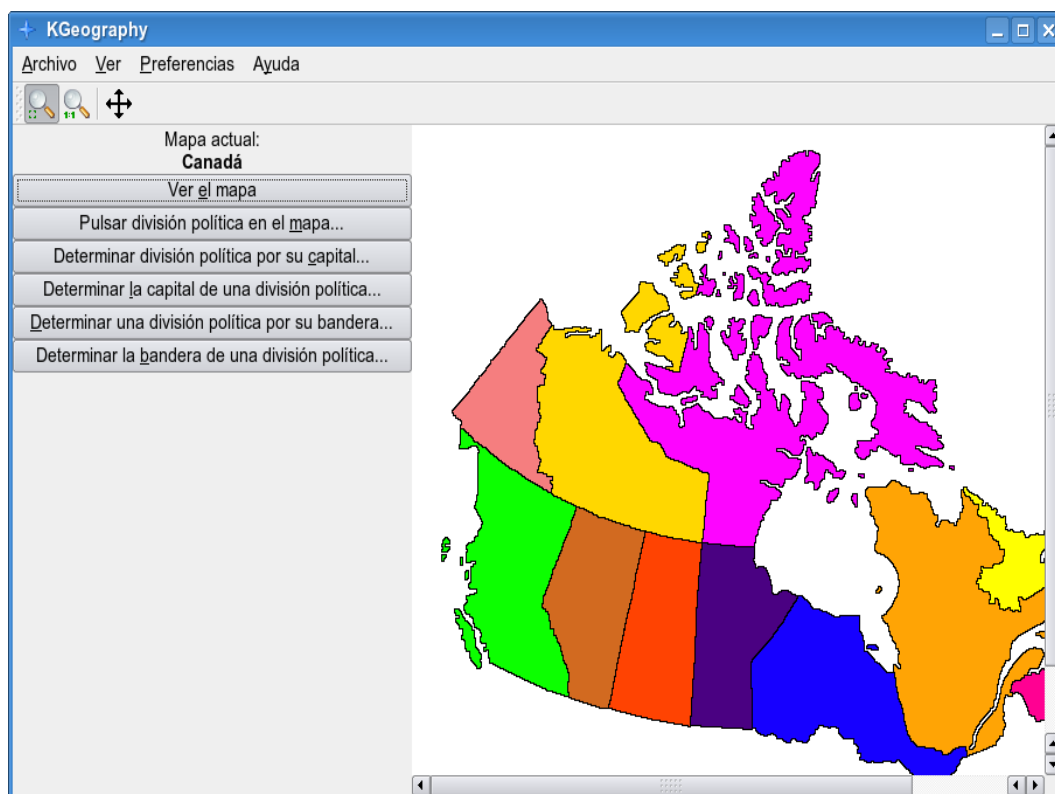 KGeography
Archivo Ver Preferencias Ayuda
1:1
Mapa actual:
Canadá
Ver el mapa
Pulsar división política en el mapa...
Determinar división política por su capital...
Determinar la capital de una división política...
Determinar una división política por su bandera...
Determinar la bandera de una división política...